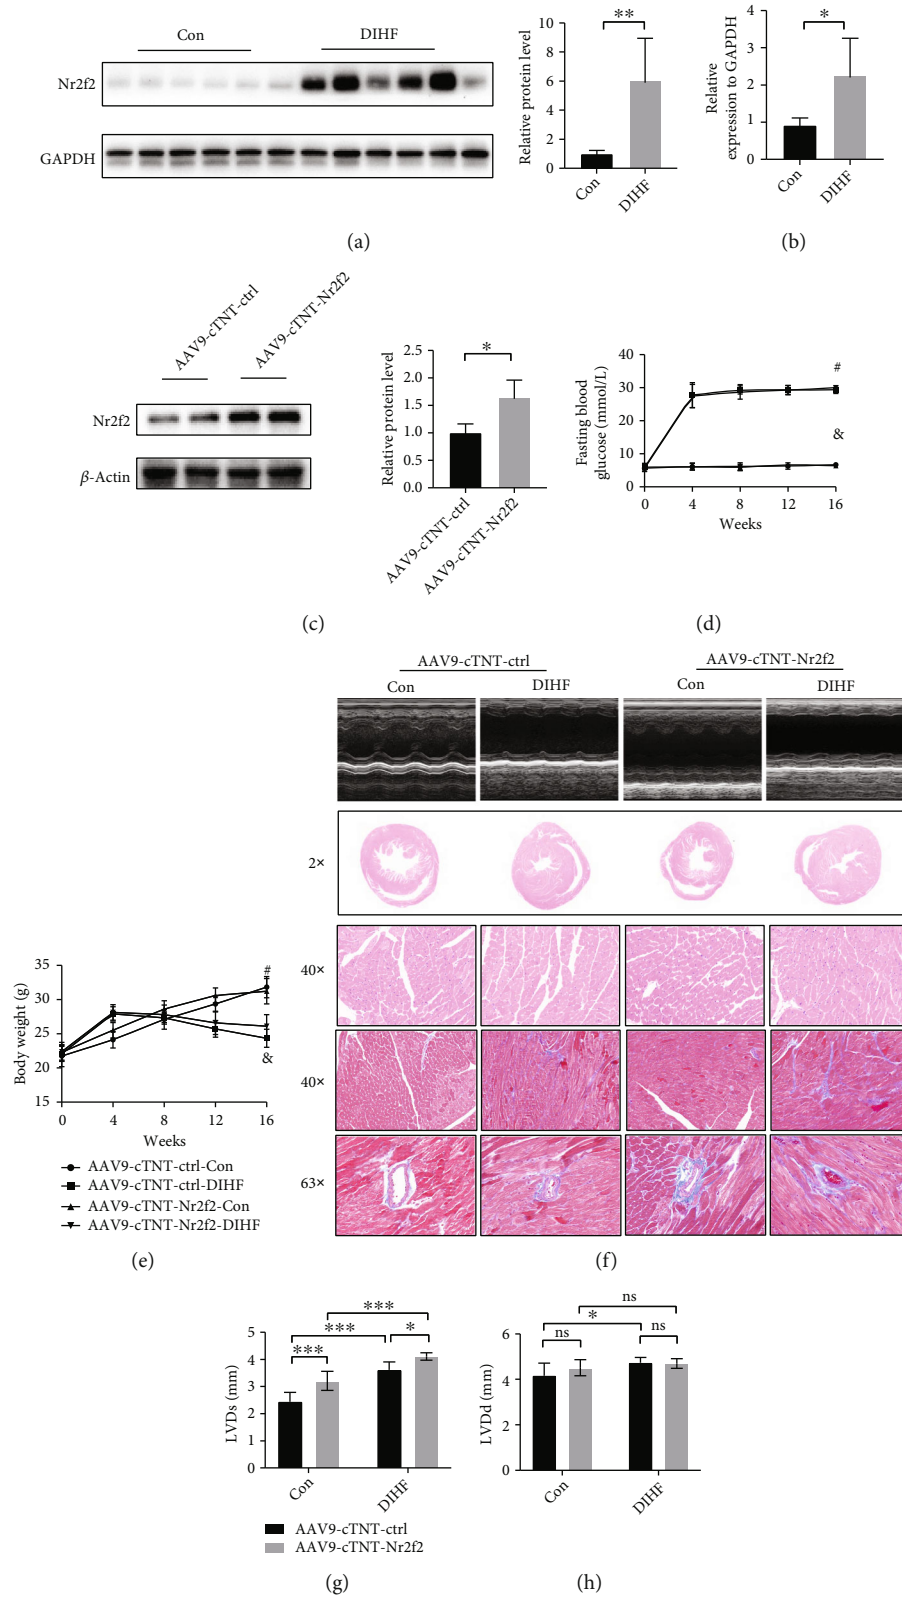 Con
DIHF
Nr2f2
GAPDH
Relative protein level
10
8
6
4
2
0
**
Con
DIHF
(a)
Relative
expression to GAPDH
4
3
2
1
0
*
Con
DIHF
(b)
AAV9-cTNT-ctrl
AAV9-cTNT-Nr2f2
Nr2f2
β-Actin
Relative protein level
2.5
2.0
1.5
1.0
0.5
0.0
*
AAV9-cTNT-ctrl
AAV9-cTNT-Nr2f2
(c)
Fasting blood
glucose (mmol/L)
40
30
20
10
0
#
&
0 4 8 12 16
Weeks
(d)
Body weight (g)
35
30
25
20
15
#
&
0 4 8 12 16
Weeks
AAV9-cTNT-ctrl-Con
AAV9-cTNT-ctrl-DIHF
AAV9-cTNT-Nr2f2-Con
AAV9-cTNT-Nr2f2-DIHF
(e)
AAV9-cTNT-ctrl
AAV9-cTNT-Nr2f2
Con DIHF Con DIHF
2×
40×
40×
63×
(f)
LVDs (mm)
5
4
3
2
1
0
***
***
***
*
Con DIHF
AAV9-cTNT-ctrl
AAV9-cTNT-Nr2f2
(g)
LVDd (mm)
6
4
2
0
ns
*
ns
ns
Con DIHF
(h)